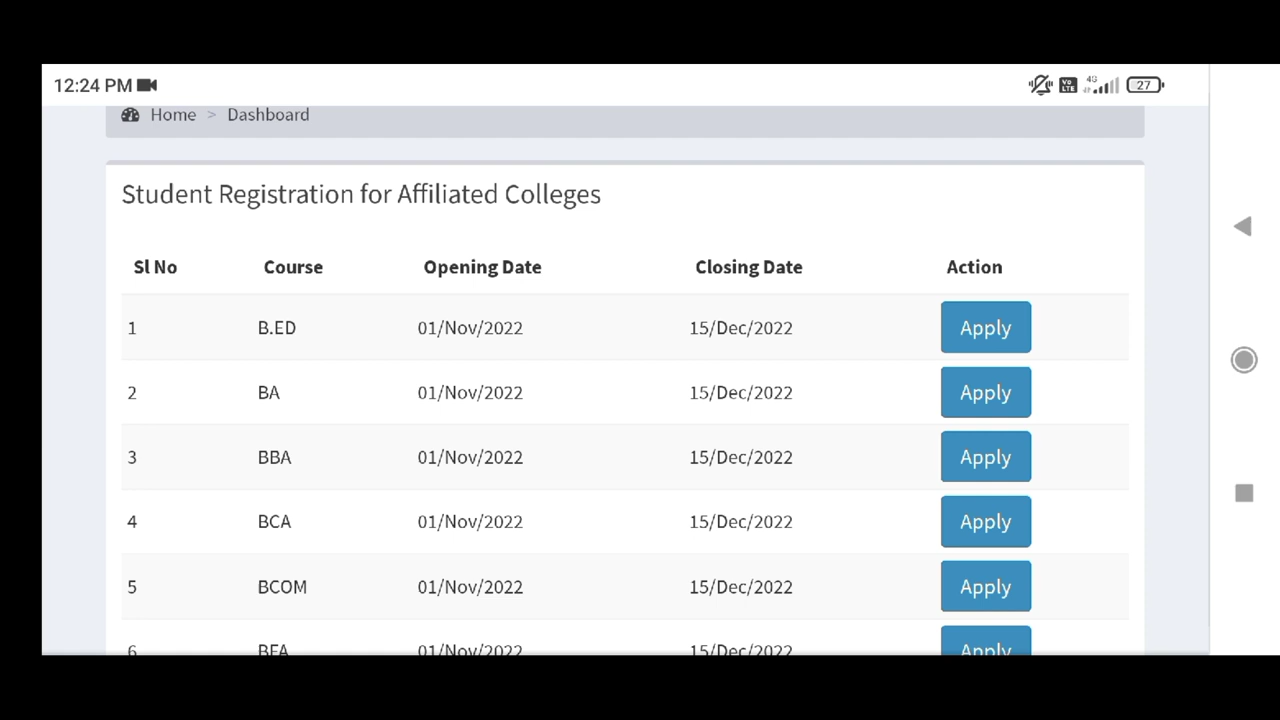 12:24 PM
4G
Vo LTE
27
Home > Dashboard
Student Registration for Affiliated Colleges
Sl No Course Opening Date Closing Date Action
1 B.ED 01/Nov/2022 15/Dec/2022 Apply
2 BA 01/Nov/2022 15/Dec/2022 Apply
3 BBA 01/Nov/2022 15/Dec/2022 Apply
4 BCA 01/Nov/2022 15/Dec/2022 Apply
5 BCOM 01/Nov/2022 15/Dec/2022 Apply
6 BFA 01/Nov/2022 15/Dec/2022 Apply